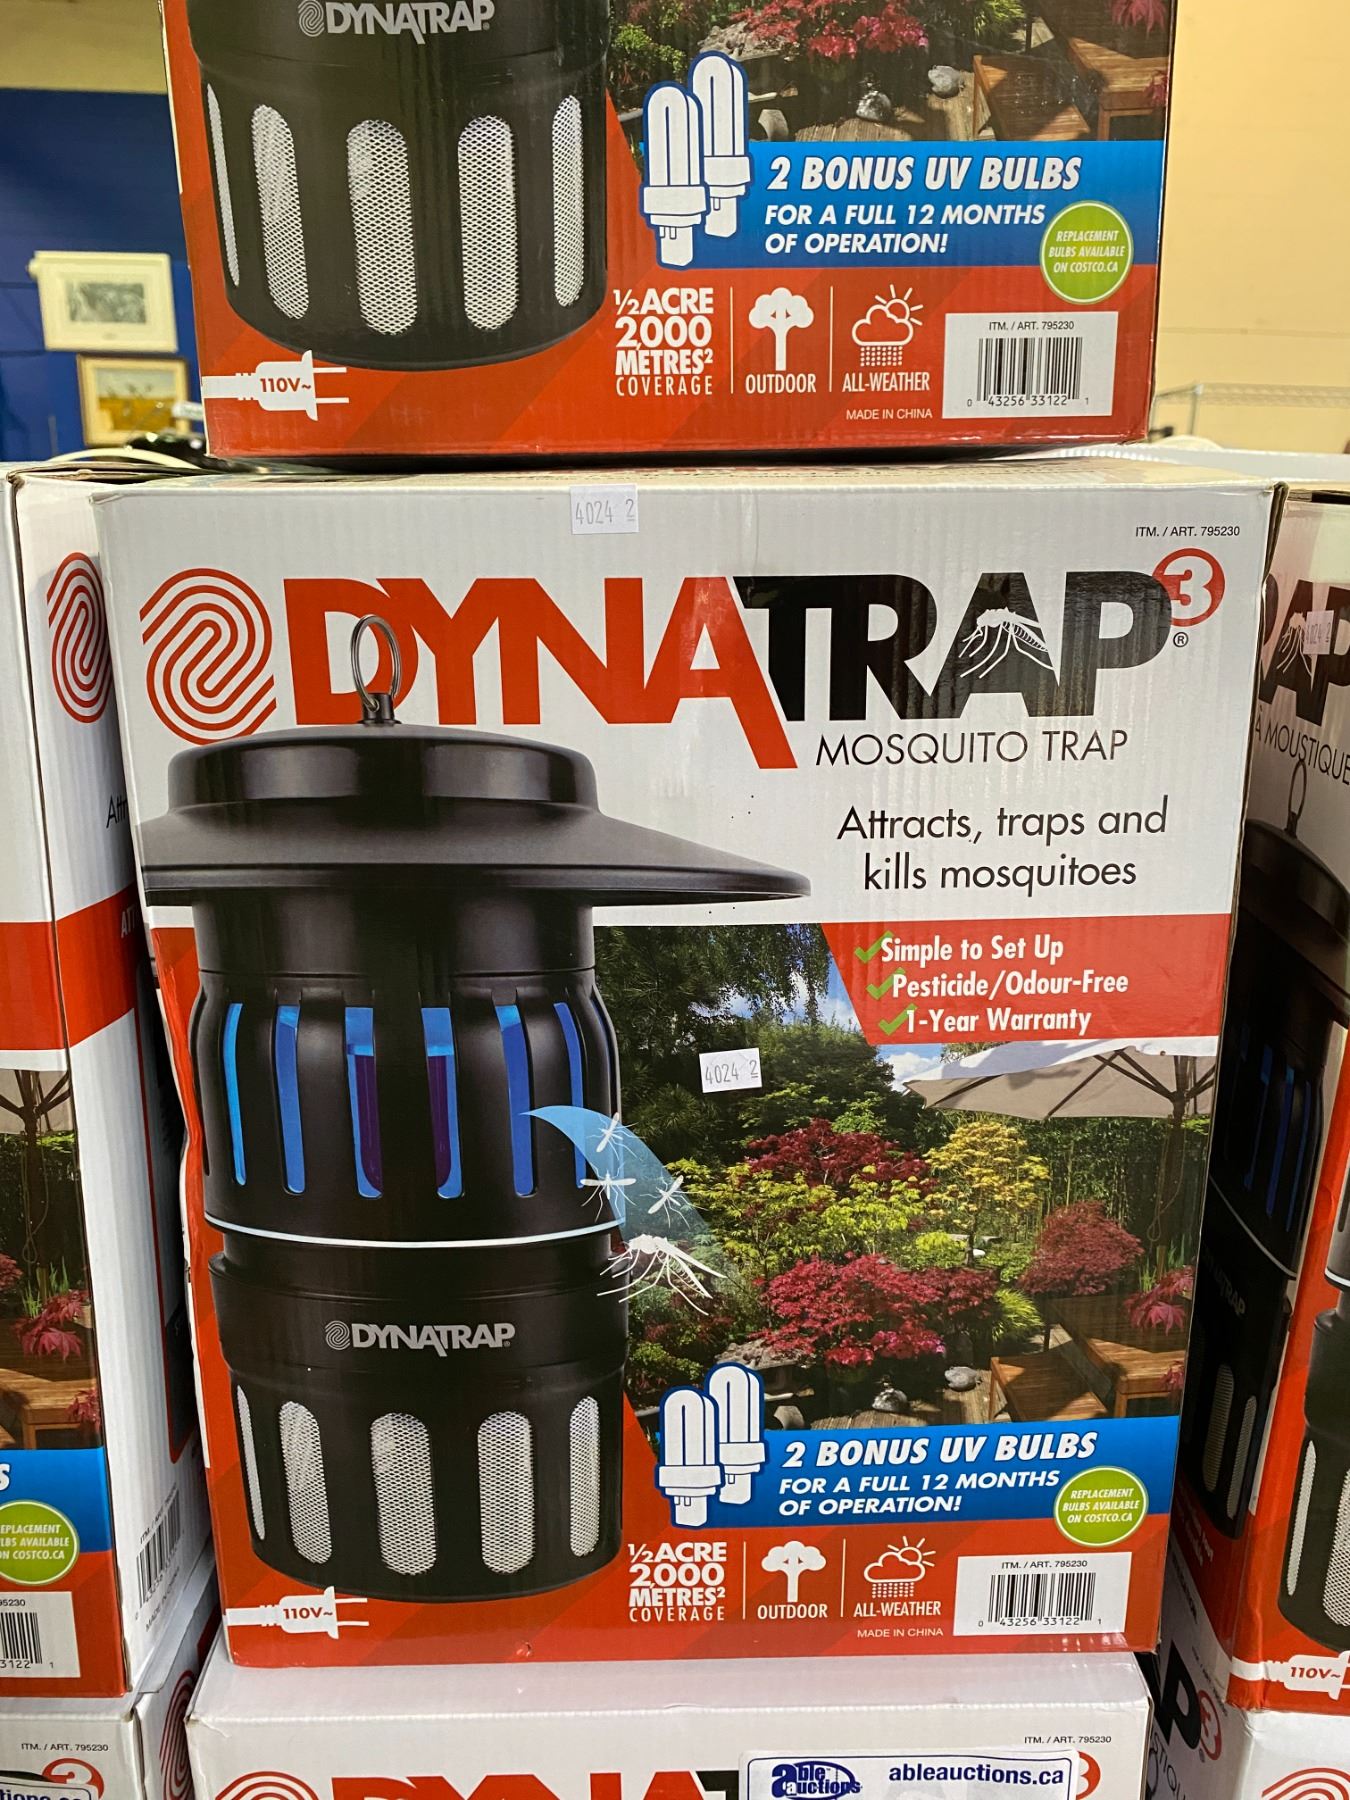 DYNATRAP®
2 BONUS UV BULBS
FOR A FULL 12 MONTHS
OF OPERATION!
REPLACEMENT
BULBS AVAILABLE
ON COSTCO.CA
½ ACRE
2,000
METRES²
COVERAGE
OUTDOOR
ALL-WEATHER
MADE IN CHINA
ITM. / ART. 795230
0 43256 33122 1
110V~
4024 2
ITM. / ART. 795230
DYNATRAP® 3
MOSQUITO TRAP
Attracts, traps and
kills mosquitoes
Simple to Set Up
Pesticide/Odour-Free
1-Year Warranty
4024 2
DYNATRAP®
2 BONUS UV BULBS
FOR A FULL 12 MONTHS
OF OPERATION!
REPLACEMENT
BULBS AVAILABLE
ON COSTCO.CA
½ ACRE
2,000
METRES²
COVERAGE
OUTDOOR
ALL-WEATHER
MADE IN CHINA
ITM. / ART. 795230
0 43256 33122 1
110V~
À MOUSTIQUE
110V~
ITM. / ART. 795230
ITM. / ART. 795230
able auctions
ableauctions.ca